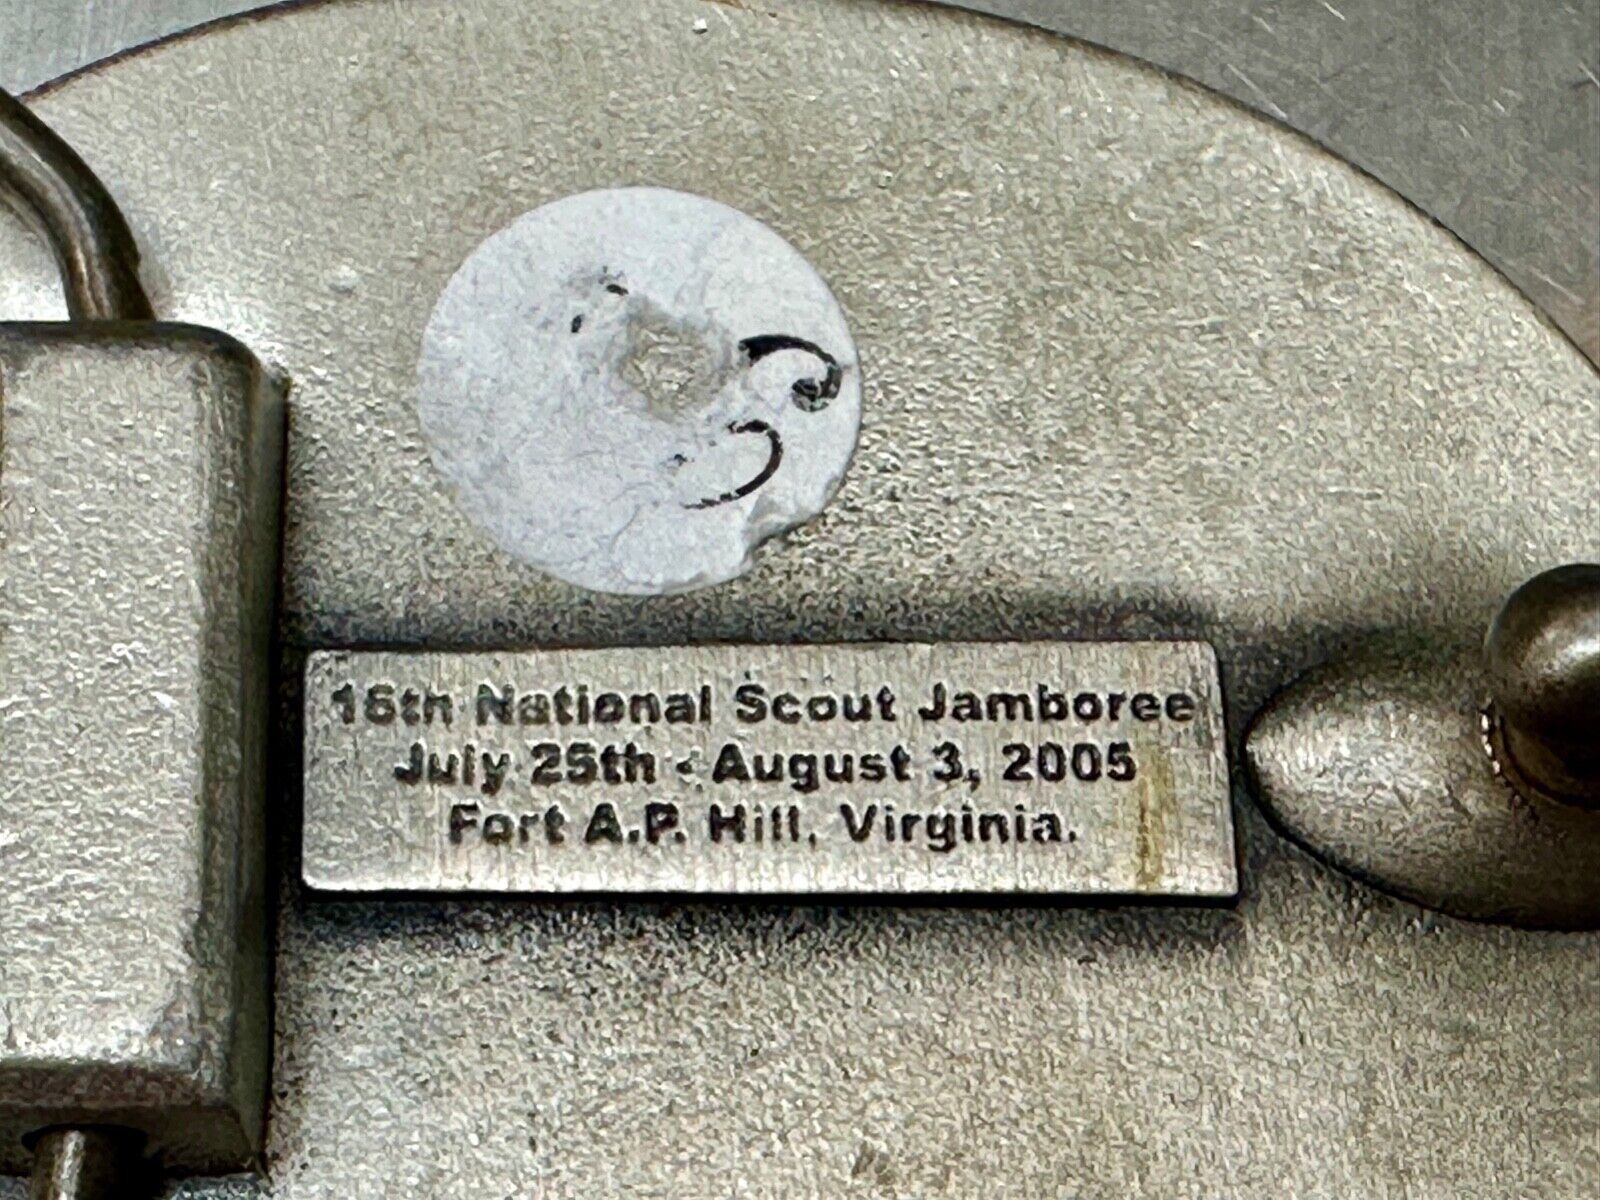 16th National Scout Jamboree
July 25th - August 3, 2005
Fort A.P. Hill, Virginia.